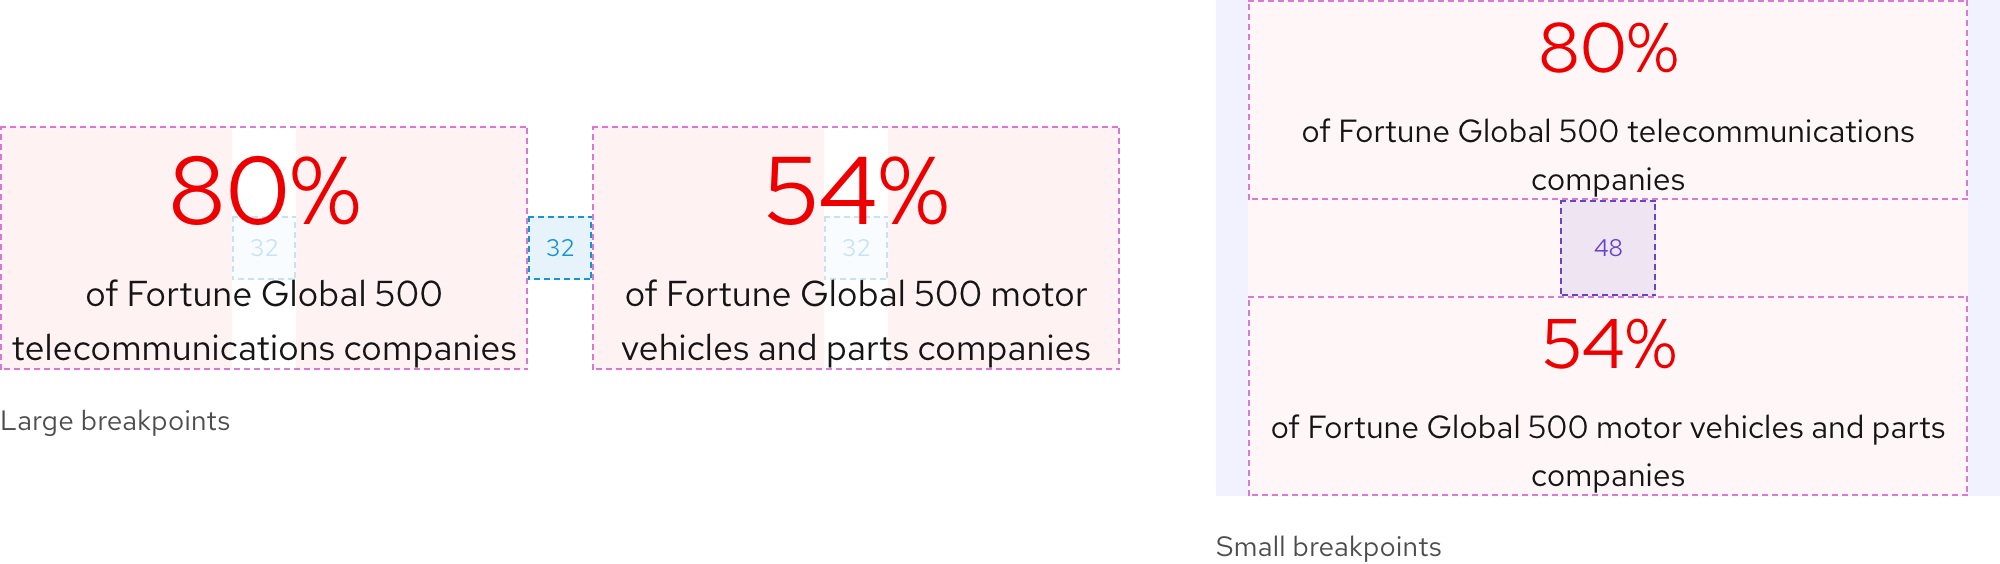 80%
32
of Fortune Global 500
telecommunications companies
32
54%
32
of Fortune Global 500 motor
vehicles and parts companies
Large breakpoints
80%
of Fortune Global 500 telecommunications
companies
48
54%
of Fortune Global 500 motor vehicles and parts
companies
Small breakpoints